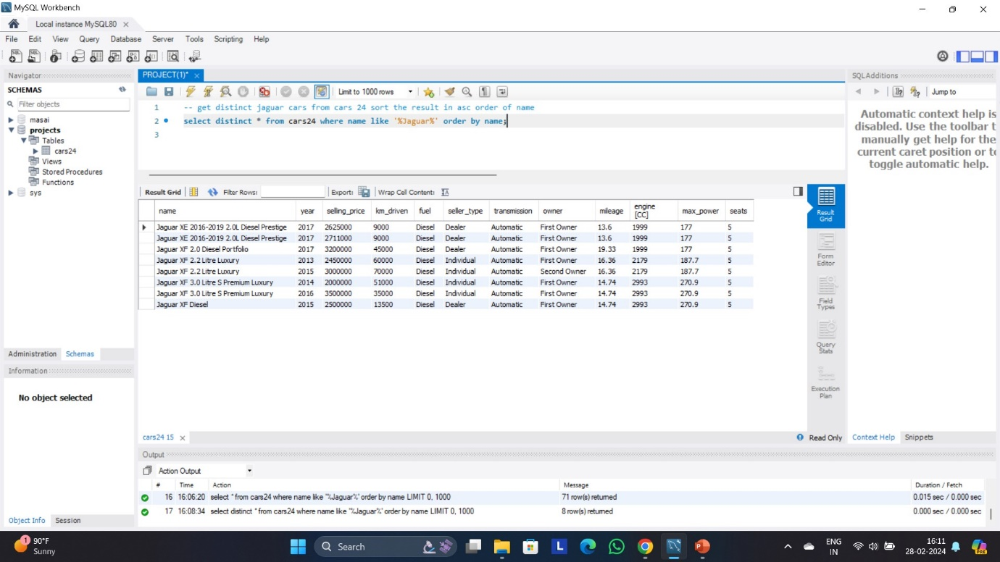 MySQL Workbench
Local instance MySQL80
File Edit View Query Database Server Tools Scripting Help
Navigator
SCHEMAS
Filter objects
masai
projects
Tables
cars24
Views
Stored Procedures
Functions
sys
Administration Schemas
Information
No object selected
Object Info Session
PROJECT(1)*
Limit to 1000 rows
1 -- get distinct jaguar cars from cars 24 sort the result in asc order of name
2 select distinct * from cars24 where name like '%Jaguar%' order by name;
3
Result Grid Filter Rows: Export: Wrap Cell Content: IA
name year selling_price km_driven fuel seller_type transmission owner mileage engine [CC] max_power seats
Jaguar XE 2016-2019 2.0L Diesel Prestige 2017 2625000 9000 Diesel Dealer Automatic First Owner 13.6 1999 177 5
Jaguar XE 2016-2019 2.0L Diesel Prestige 2017 2711000 9000 Diesel Dealer Automatic First Owner 13.6 1999 177 5
Jaguar XF 2.0 Diesel Portfolio 2017 3200000 45000 Diesel Dealer Automatic First Owner 19.33 1999 177 5
Jaguar XF 2.2 Litre Luxury 2013 2450000 60000 Diesel Individual Automatic First Owner 16.36 2179 187.7 5
Jaguar XF 2.2 Litre Luxury 2015 3000000 70000 Diesel Individual Automatic Second Owner 16.36 2179 187.7 5
Jaguar XF 3.0 Litre S Premium Luxury 2014 2000000 51000 Diesel Individual Automatic First Owner 14.74 2993 270.9 5
Jaguar XF 3.0 Litre S Premium Luxury 2016 3500000 35000 Diesel Individual Automatic First Owner 14.74 2993 270.9 5
Jaguar XF Diesel 2015 2500000 13500 Diesel Dealer Automatic First Owner 14.74 2993 270.9 5
Result Grid
Form Editor
Field Types
Query Stats
Execution Plan
cars24 15 Read Only
SQLAdditions
Jump to
Automatic context help is
disabled. Use the toolbar t
manually get help for the
current caret position or to
toggle automatic help.
Context Help Snippets
Output
Action Output
# Time Action Message Duration / Fetch
16 16:06:20 select * from cars24 where name like '%Jaguar%' order by name LIMIT 0, 1000 71 row(s) returned 0.015 sec / 0.000 sec
17 16:08:34 select distinct * from cars24 where name like '%Jaguar%' order by name LIMIT 0, 1000 8 row(s) returned 0.000 sec / 0.000 sec
1 90°F
Sunny
Search
L
ENG
IN
16:11
28-02-2024
PRE